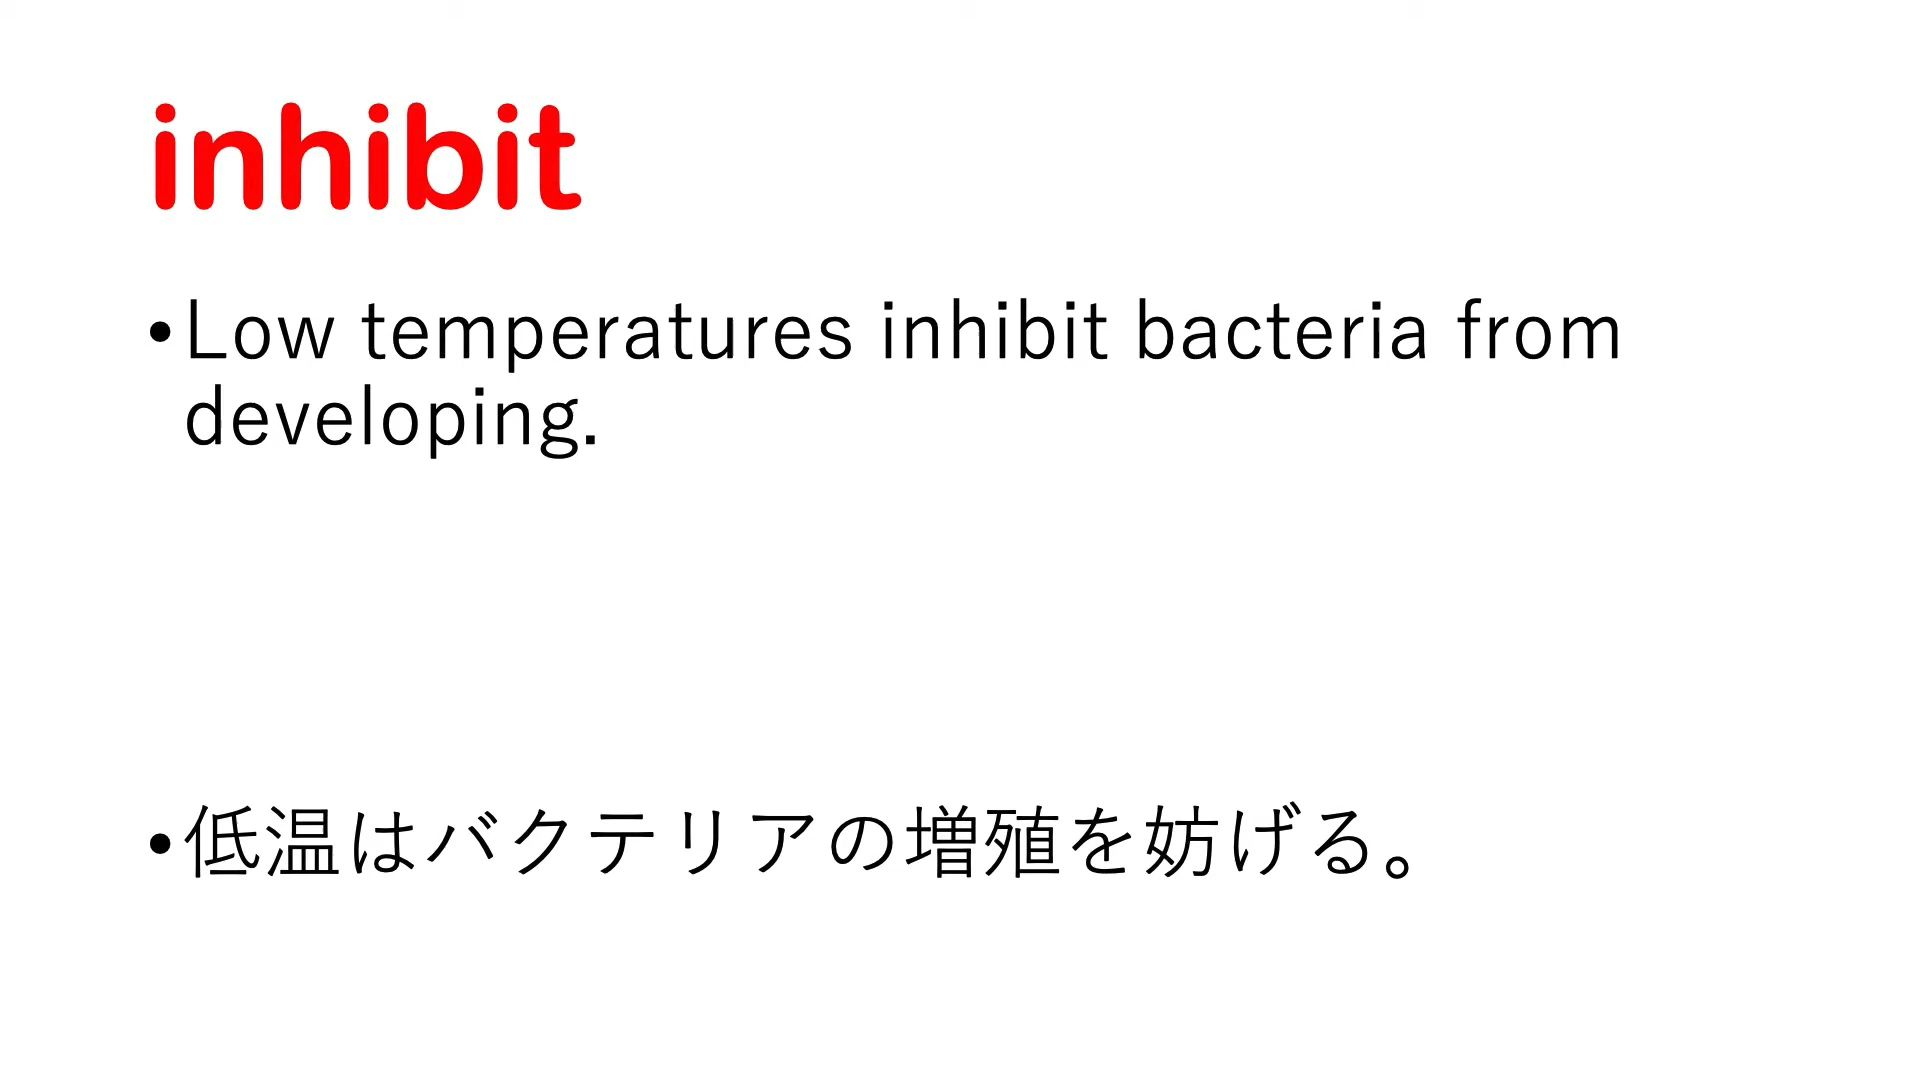 inhibit
•Low temperatures inhibit bacteria from
developing.
•低温はバクテリアの増殖を妨げる。